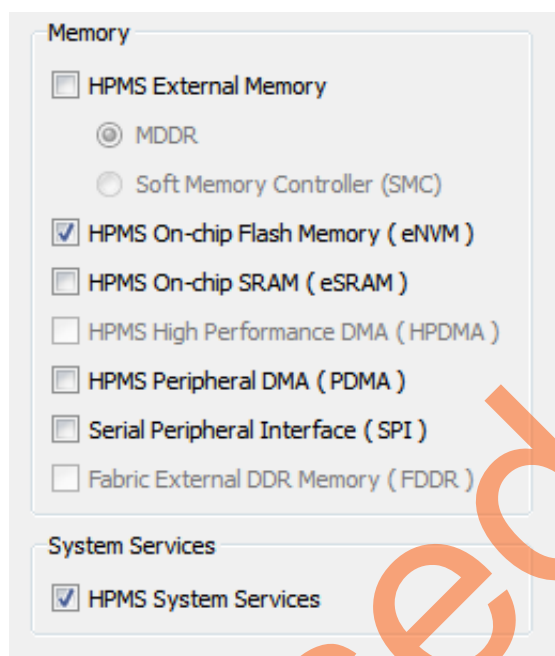 Memory
HPMS External Memory
MDDR
Soft Memory Controller (SMC)
HPMS On-chip Flash Memory ( eNVM )
HPMS On-chip SRAM ( eSRAM )
HPMS High Performance DMA ( HPDMA )
HPMS Peripheral DMA ( PDMA )
Serial Peripheral Interface ( SPI )
Fabric External DDR Memory ( FDDR )
System Services
HPMS System Services